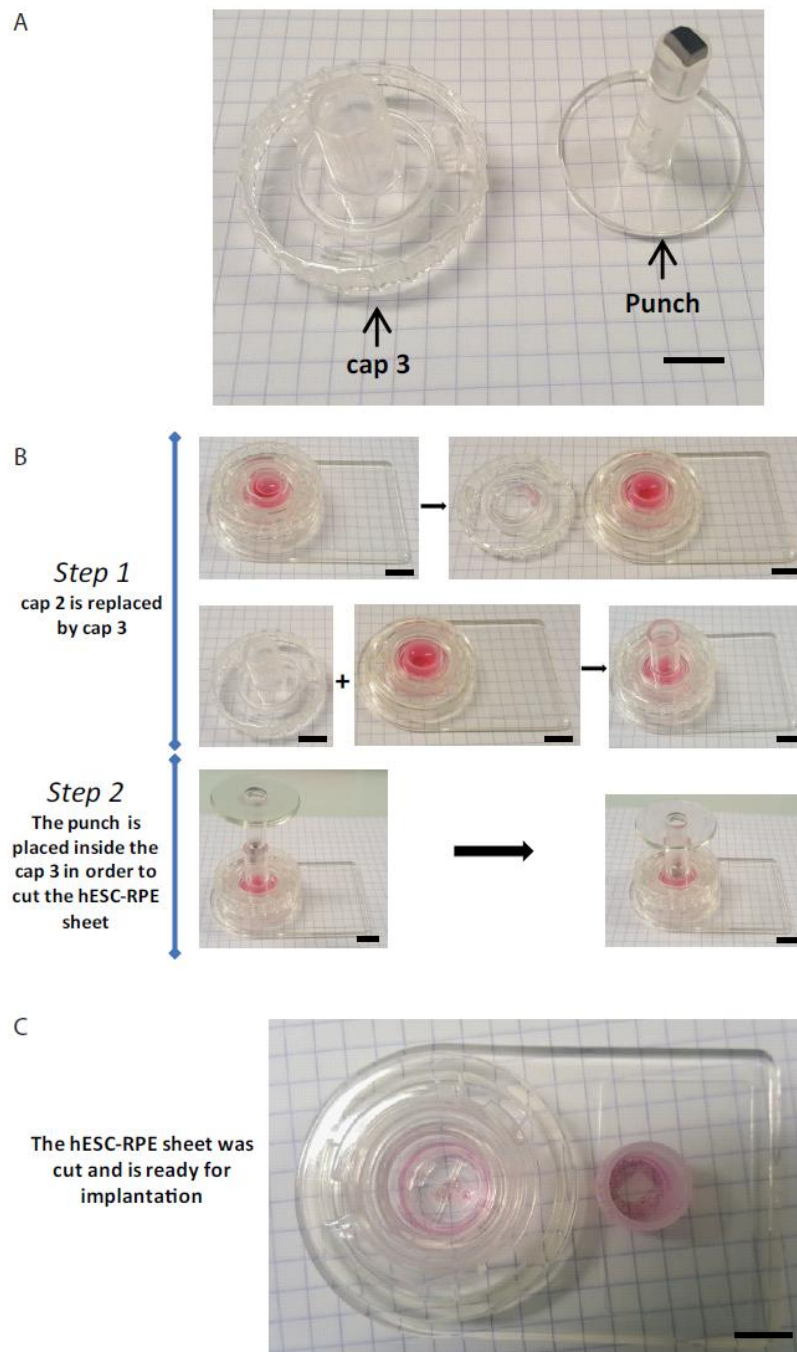 A
cap 3
Punch
B
Step 1
cap 2 is replaced
by cap 3
+
Step 2
The punch is
placed inside the
cap 3 in order to
cut the hESC-RPE
sheet
C
The hESC-RPE sheet was
cut and is ready for
implantation